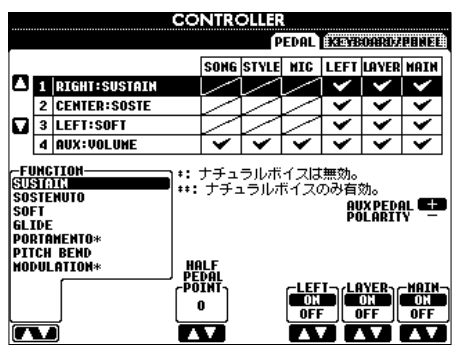 CONTROLLER
PEDAL KEYBOARD/PANEL
SONG STYLE MIC LEFT LAYER MAIN
1 RIGHT:SUSTAIN
2 CENTER:SOSTE
3 LEFT:SOFT
4 AUX:VOLUME
FUNCTION
SUSTAIN
SOSTENUTO
SOFT
GLIDE
PORTAMENTO*
PITCH BEND
MODULATION*
*: ナチュラルボイスは無効。
**: ナチュラルボイスのみ有効。
AUX PEDAL +
POLARITY −
HALF
PEDAL
POINT
0
LEFT LAYER MAIN
ON ON ON
OFF OFF OFF